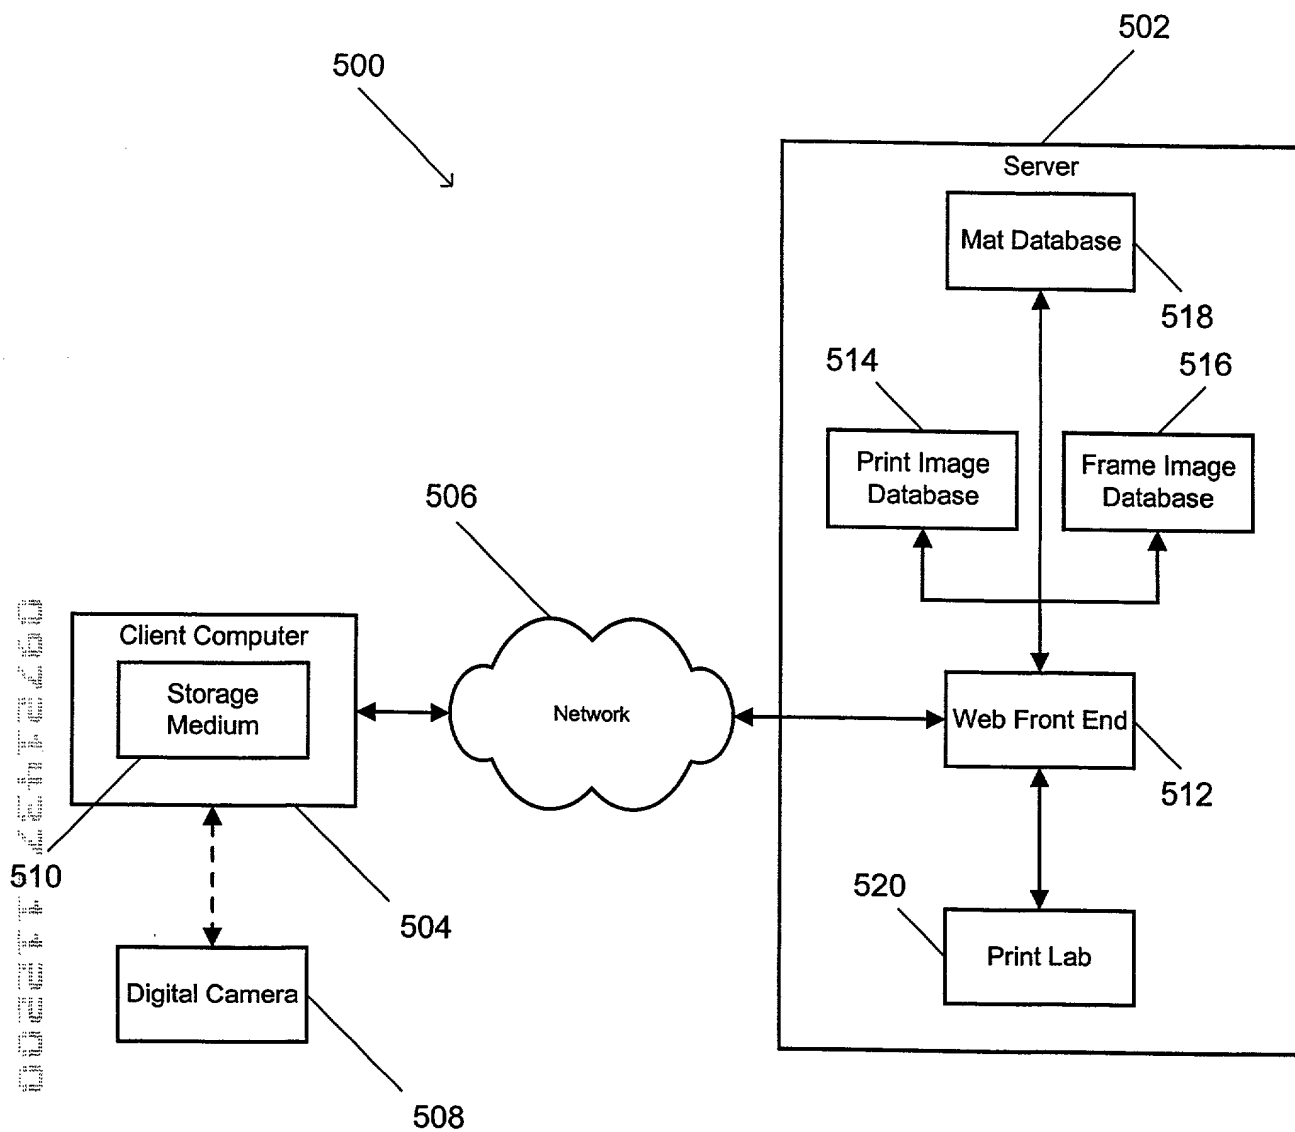 502
500
Server
Mat Database
518
514
516
Print Image
Database
Frame Image
Database
506
Client Computer
Storage
Medium
Network
Web Front End
512
510
504
520
Print Lab
Digital Camera
508